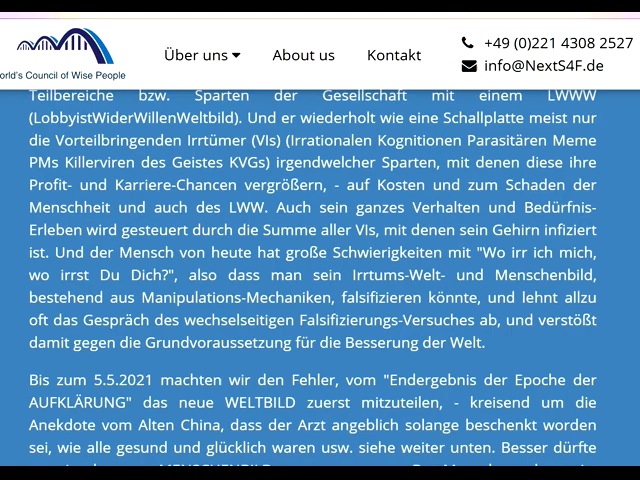 orld's Council of Wise People
Über uns
About us
Kontakt
+49 (0)221 4308 2527
info@NextS4F.de
Teilbereiche bzw. Sparten der Gesellschaft mit einem LWWW
(LobbyistWiderWillenWeltbild). Und er wiederholt wie eine Schallplatte meist nur
die Vorteilbringenden Irrtümer (VIs) (Irrationalen Kognitionen Parasitären Meme
PMs Killerviren des Geistes KVGs) irgendwelcher Sparten, mit denen diese ihre
Profit- und Karriere-Chancen vergrößern, - auf Kosten und zum Schaden der
Menschheit und auch des LWW. Auch sein ganzes Verhalten und Bedürfnis-
Erleben wird gesteuert durch die Summe aller VIs, mit denen sein Gehirn infiziert
ist. Und der Mensch von heute hat große Schwierigkeiten mit "Wo irr ich mich,
wo irrst Du Dich?", also dass man sein Irrtums-Welt- und Menschenbild,
bestehend aus Manipulations-Mechaniken, falsifizieren könnte, und lehnt allzu
oft das Gespräch des wechselseitigen Falsifizierungs-Versuches ab, und verstößt
damit gegen die Grundvoraussetzung für die Besserung der Welt.
Bis zum 5.5.2021 machten wir den Fehler, vom "Endergebnis der Epoche der
AUFKLÄRUNG" das neue WELTBILD zuerst mitzuteilen, - kreisend um die
Anekdote vom Alten China, dass der Arzt angeblich solange beschenkt worden
sei, wie alle gesund und glücklich waren usw. siehe weiter unten. Besser dürfte